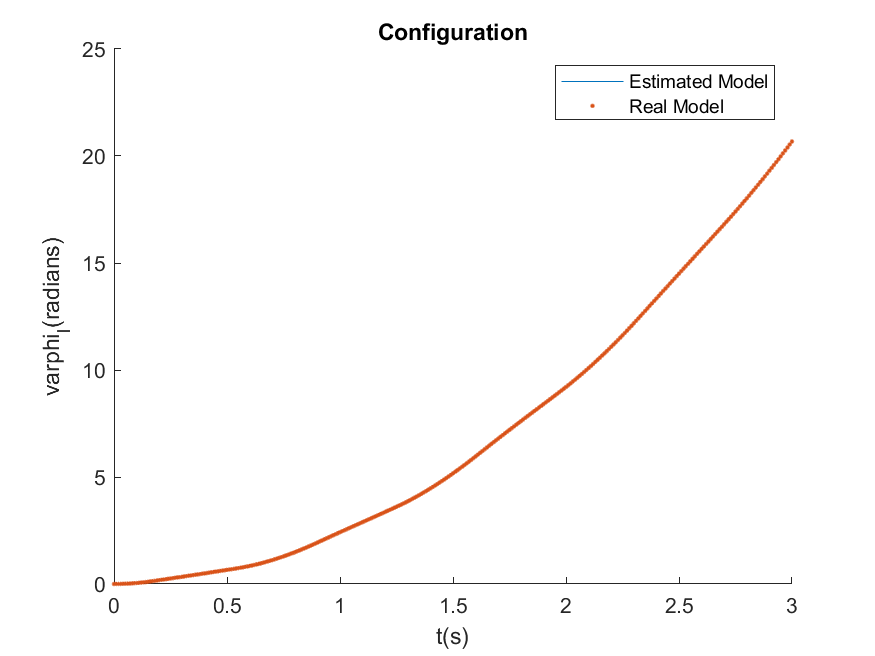 Configuration
25
20
15
10
5
0
0 0.5 1 1.5 2 2.5 3
t(s)
varphi_l(radians)
Estimated Model
Real Model